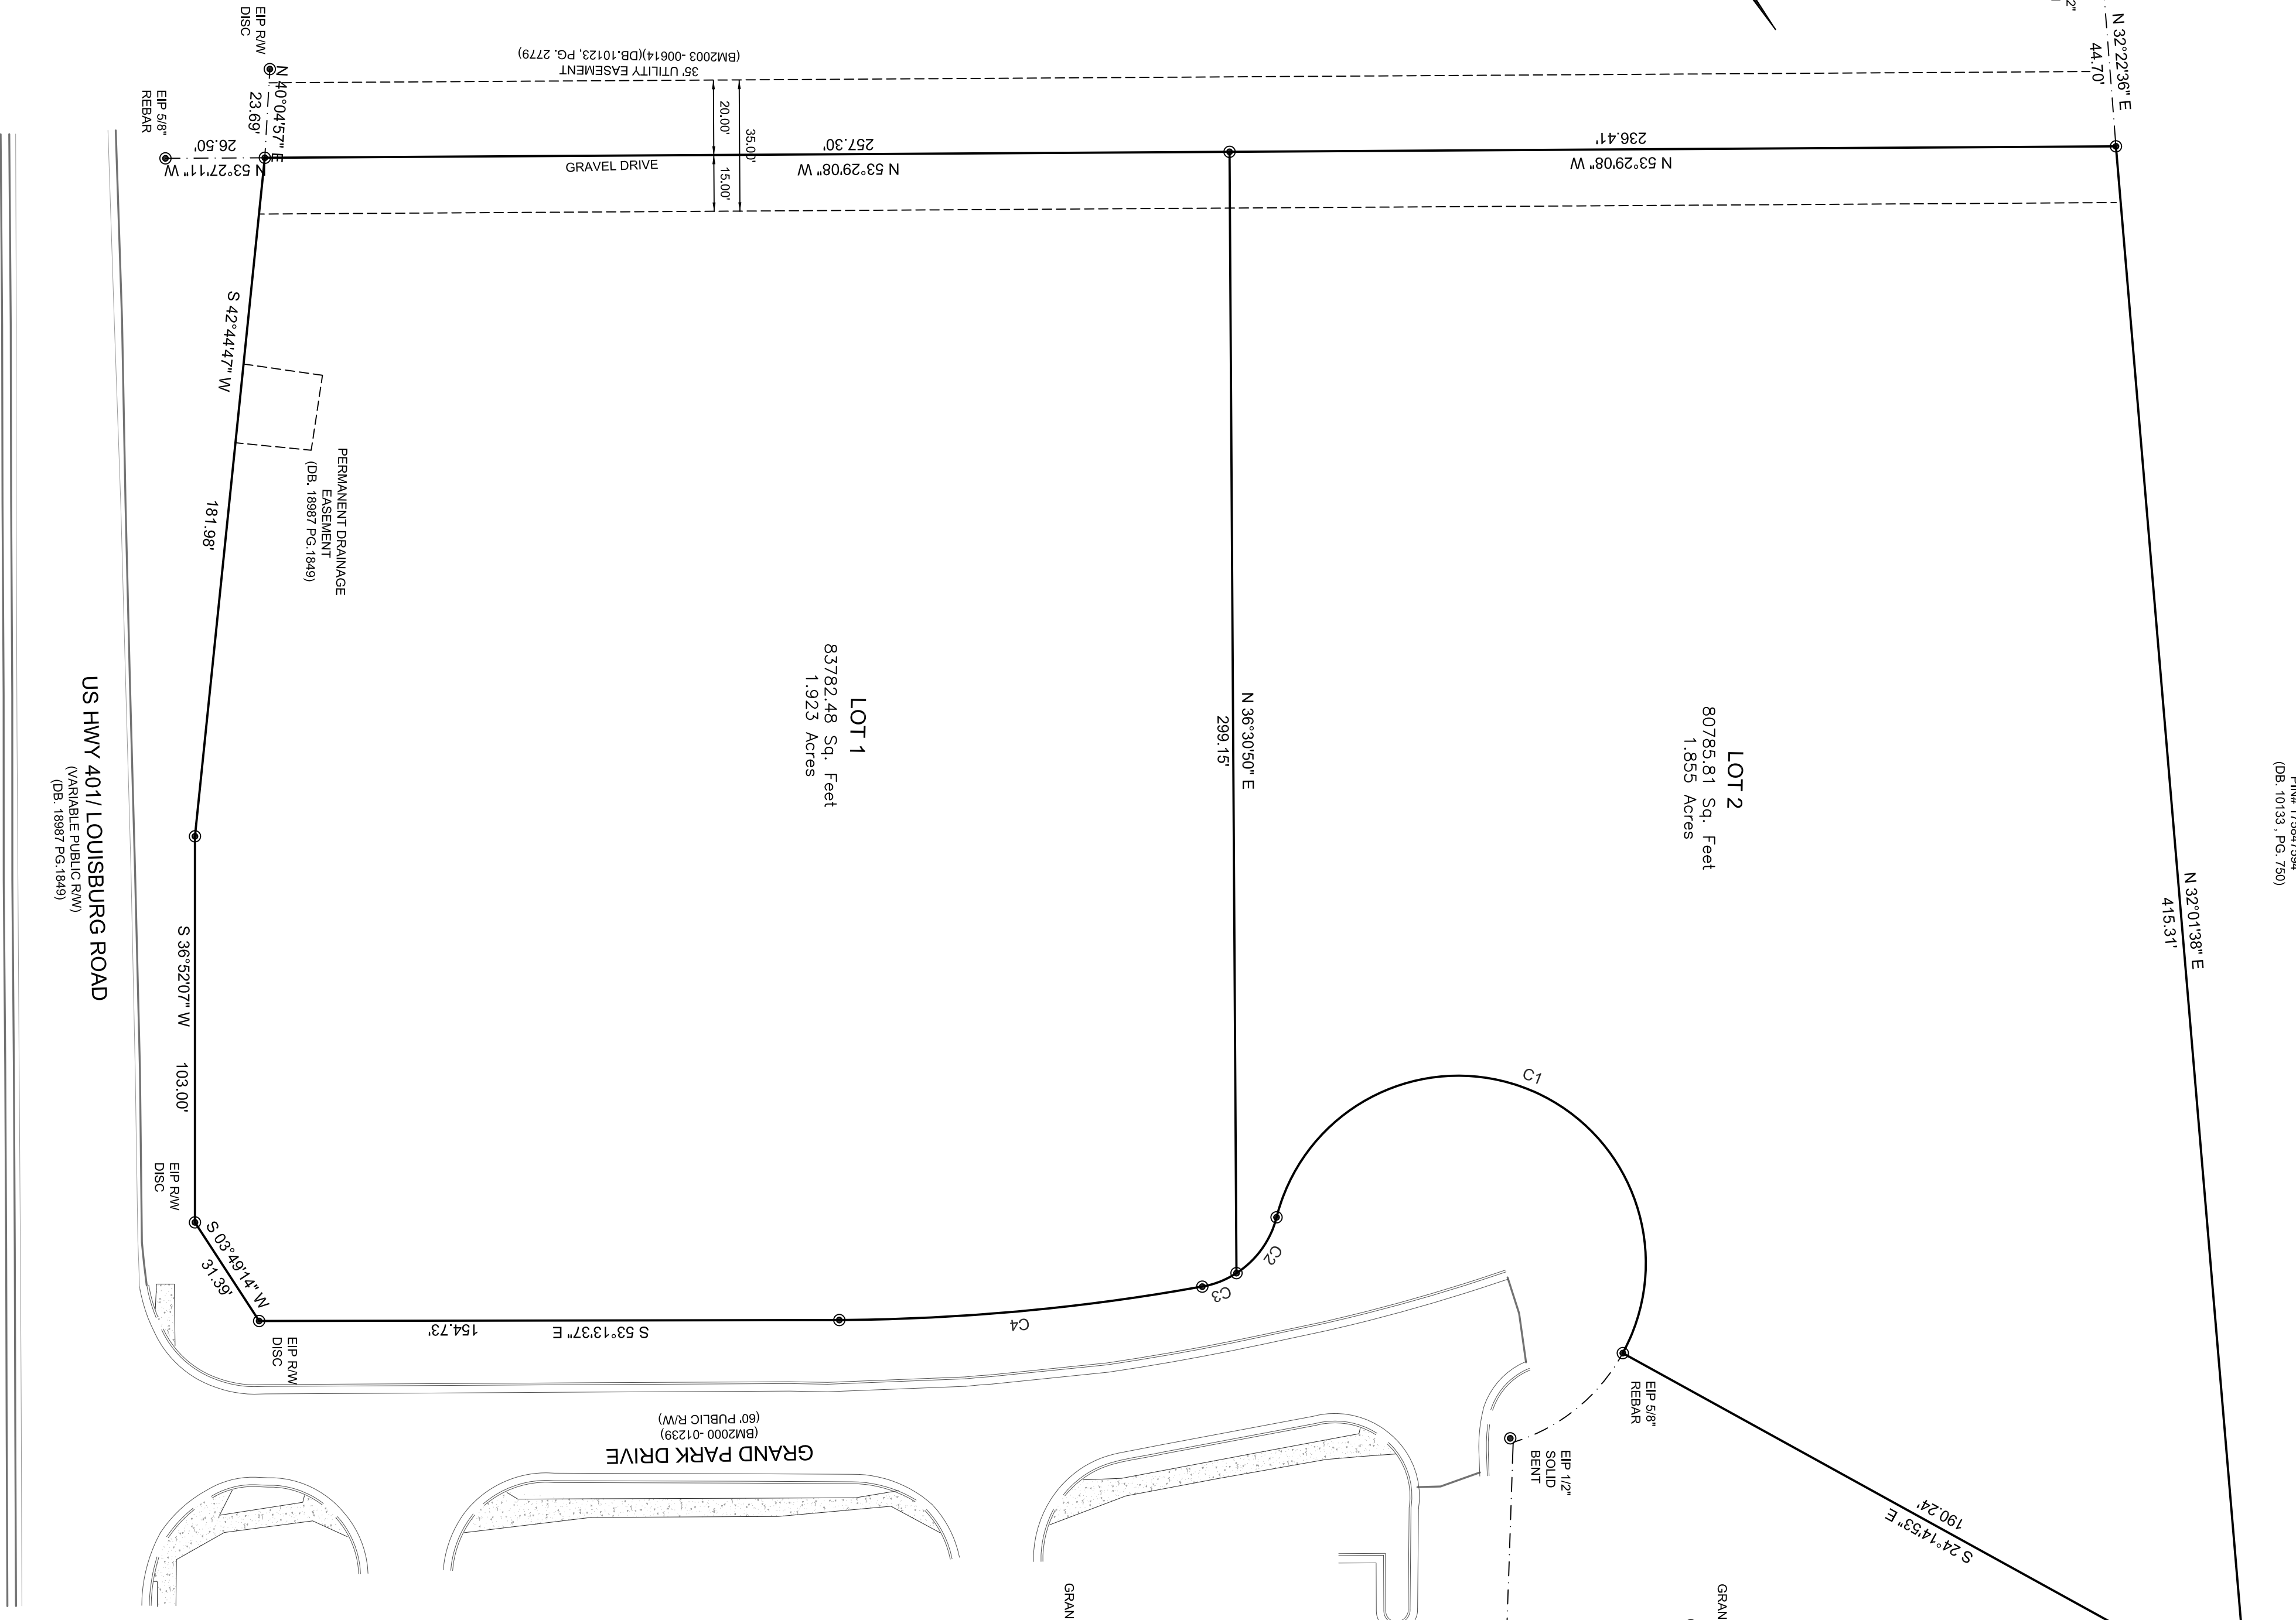 EIP R/W
DISC
N 40°04'57" E
23.69'
EIP 5/8"
REBAR
26.50'
N 53°27'11" W
35' UTILITY EASEMENT
(BM2003 -00614)(DB.10123, PG. 2779)
20.00'
35.00'
15.00'
GRAVEL DRIVE
257.30'
N 53°29'08" W
236.41'
N 53°29'08" W
N 32°22'36" E
44.70'
2"
S 42°44'47" W
181.98'
PERMANENT DRAINAGE
EASEMENT
(DB. 18987 PG.1849)
US HWY 401/ LOUISBURG ROAD
(VARIABLE PUBLIC R/W)
(DB. 18987 PG.1849)
LOT 1
83782.48 Sq. Feet
1.923 Acres
N 36°30'50" E
299.15'
LOT 2
80785.81 Sq. Feet
1.855 Acres
N 32°01'38" E
415.31'
(DB. 10133 , PG. 750)
S 36°52'07" W
103.00'
EIP R/W
DISC
S 03°49'14" W
31.39'
EIP R/W
DISC
S 53°13'37" E
154.73'
C4
C3
C2
C1
EIP 5/8"
REBAR
EIP 1/2"
SOLID
BENT
GRAND PARK DRIVE
(BM2000 -01239)
(60' PUBLIC R/W)
S 24°14'53" E
190.24'
GRAN
GRAN